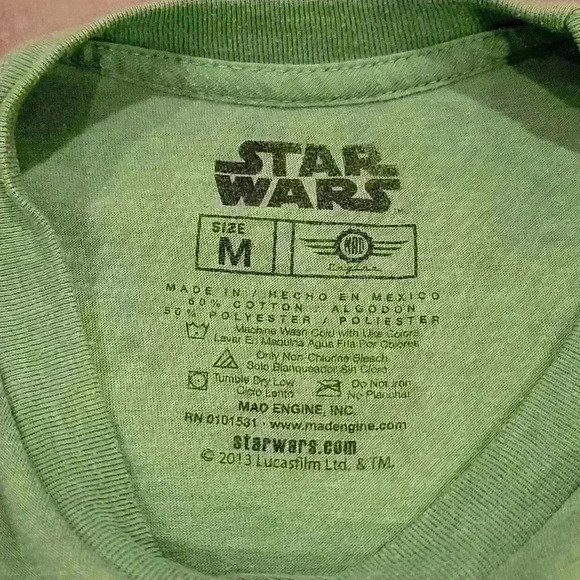 STAR
WARS
™
SIZE
M
MAD
Engine
MADE IN / HECHO EN MEXICO
50% COTTON / ALGODON
50% POLYESTER / POLIESTER
Machine Wash Cold with Like Colors
Lavar En Maquina Agua Fria Por Colores
Only Non-Chlorine Bleach
Solo Blanqueador Sin Cloro
Tumble Dry Low
Ciclo Lento
Do Not Iron
No Planchar
MAD ENGINE, INC.
RN 0101531 · www.madengine.com
starwars.com
© 2013 Lucasfilm Ltd. & TM.